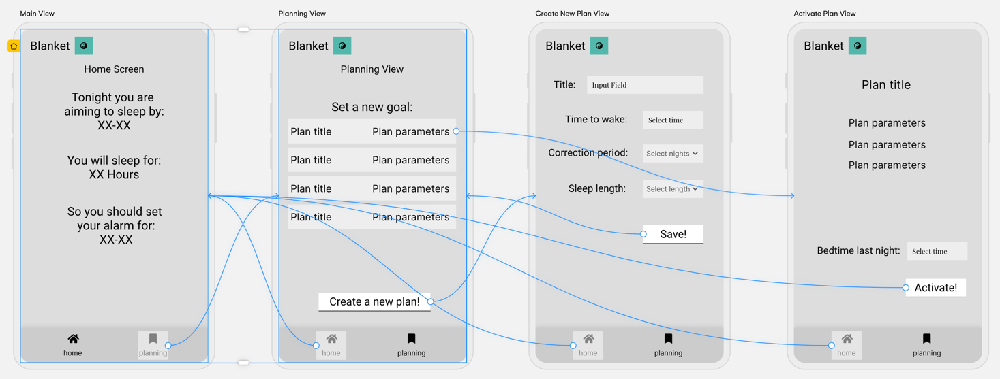 Main View
Blanket
Home Screen
Tonight you are
aiming to sleep by:
XX-XX
You will sleep for:
XX Hours
So you should set
your alarm for:
XX-XX
home
planning
Planning View
Blanket
Planning View
Set a new goal:
Plan title Plan parameters
Plan title Plan parameters
Plan title Plan parameters
Plan title Plan parameters
Create a new plan!
home
planning
Create New Plan View
Blanket
Title: Input Field
Time to wake: Select time
Correction period: Select nights
Sleep length: Select length
Save!
home
planning
Activate Plan View
Blanket
Plan title
Plan parameters
Plan parameters
Plan parameters
Bedtime last night: Select time
Activate!
home
planning